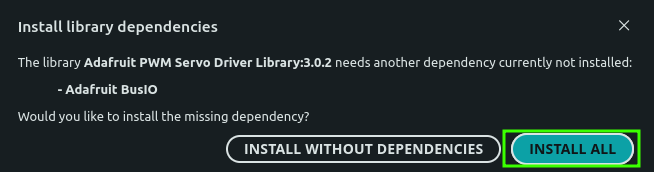 Install library dependencies
The library Adafruit PWM Servo Driver Library:3.0.2 needs another dependency currently not installed:
- Adafruit BusIO
Would you like to install the missing dependency?
INSTALL WITHOUT DEPENDENCIES
INSTALL ALL